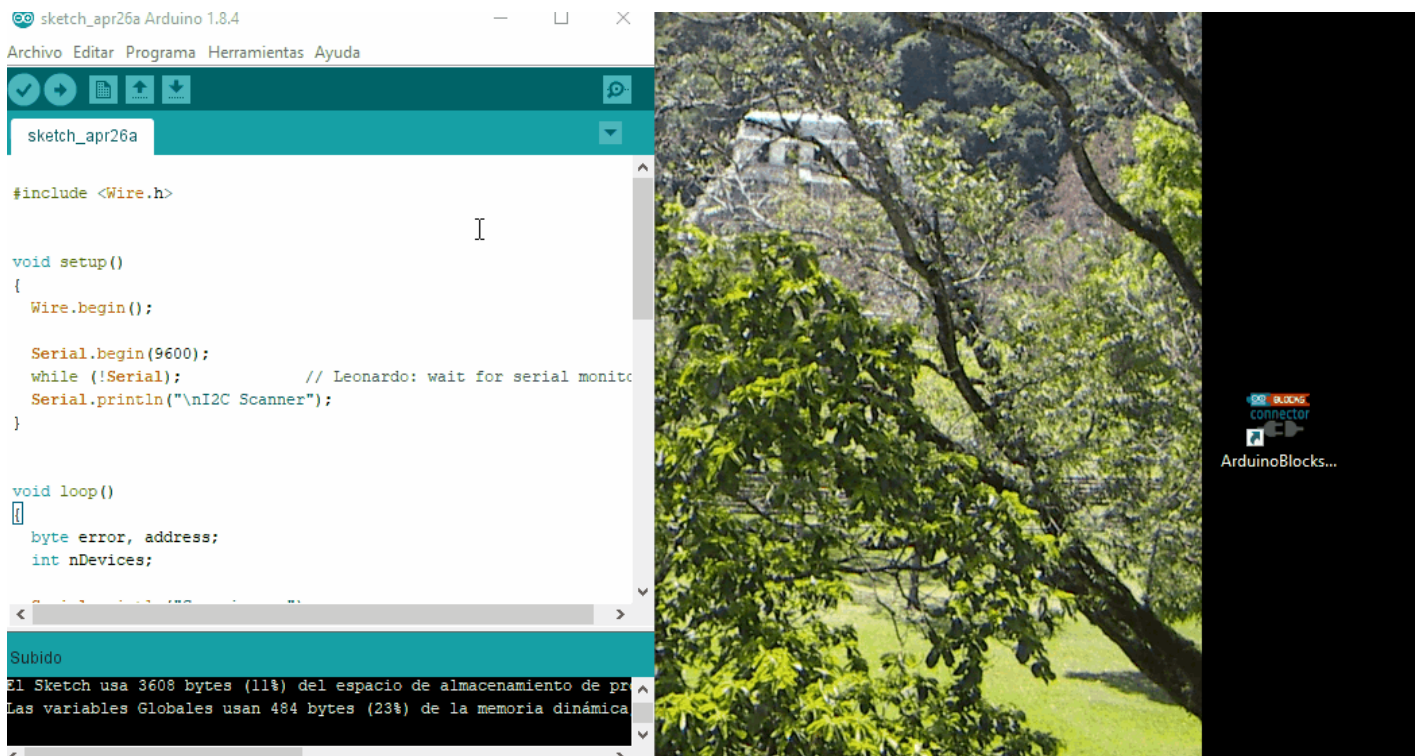 sketch_apr26a Arduino 1.8.4
Archivo Editar Programa Herramientas Ayuda
sketch_apr26a
#include <Wire.h>
void setup()
{
Wire.begin();
Serial.begin(9600);
while (!Serial); // Leonardo: wait for serial monito
Serial.println("\nI2C Scanner");
}
void loop()
{
byte error, address;
int nDevices;
Subido
El Sketch usa 3608 bytes (11%) del espacio de almacenamiento de pr
Las variables Globales usan 484 bytes (23%) de la memoria dinámica
BLOCKS
connector
ArduinoBlocks...